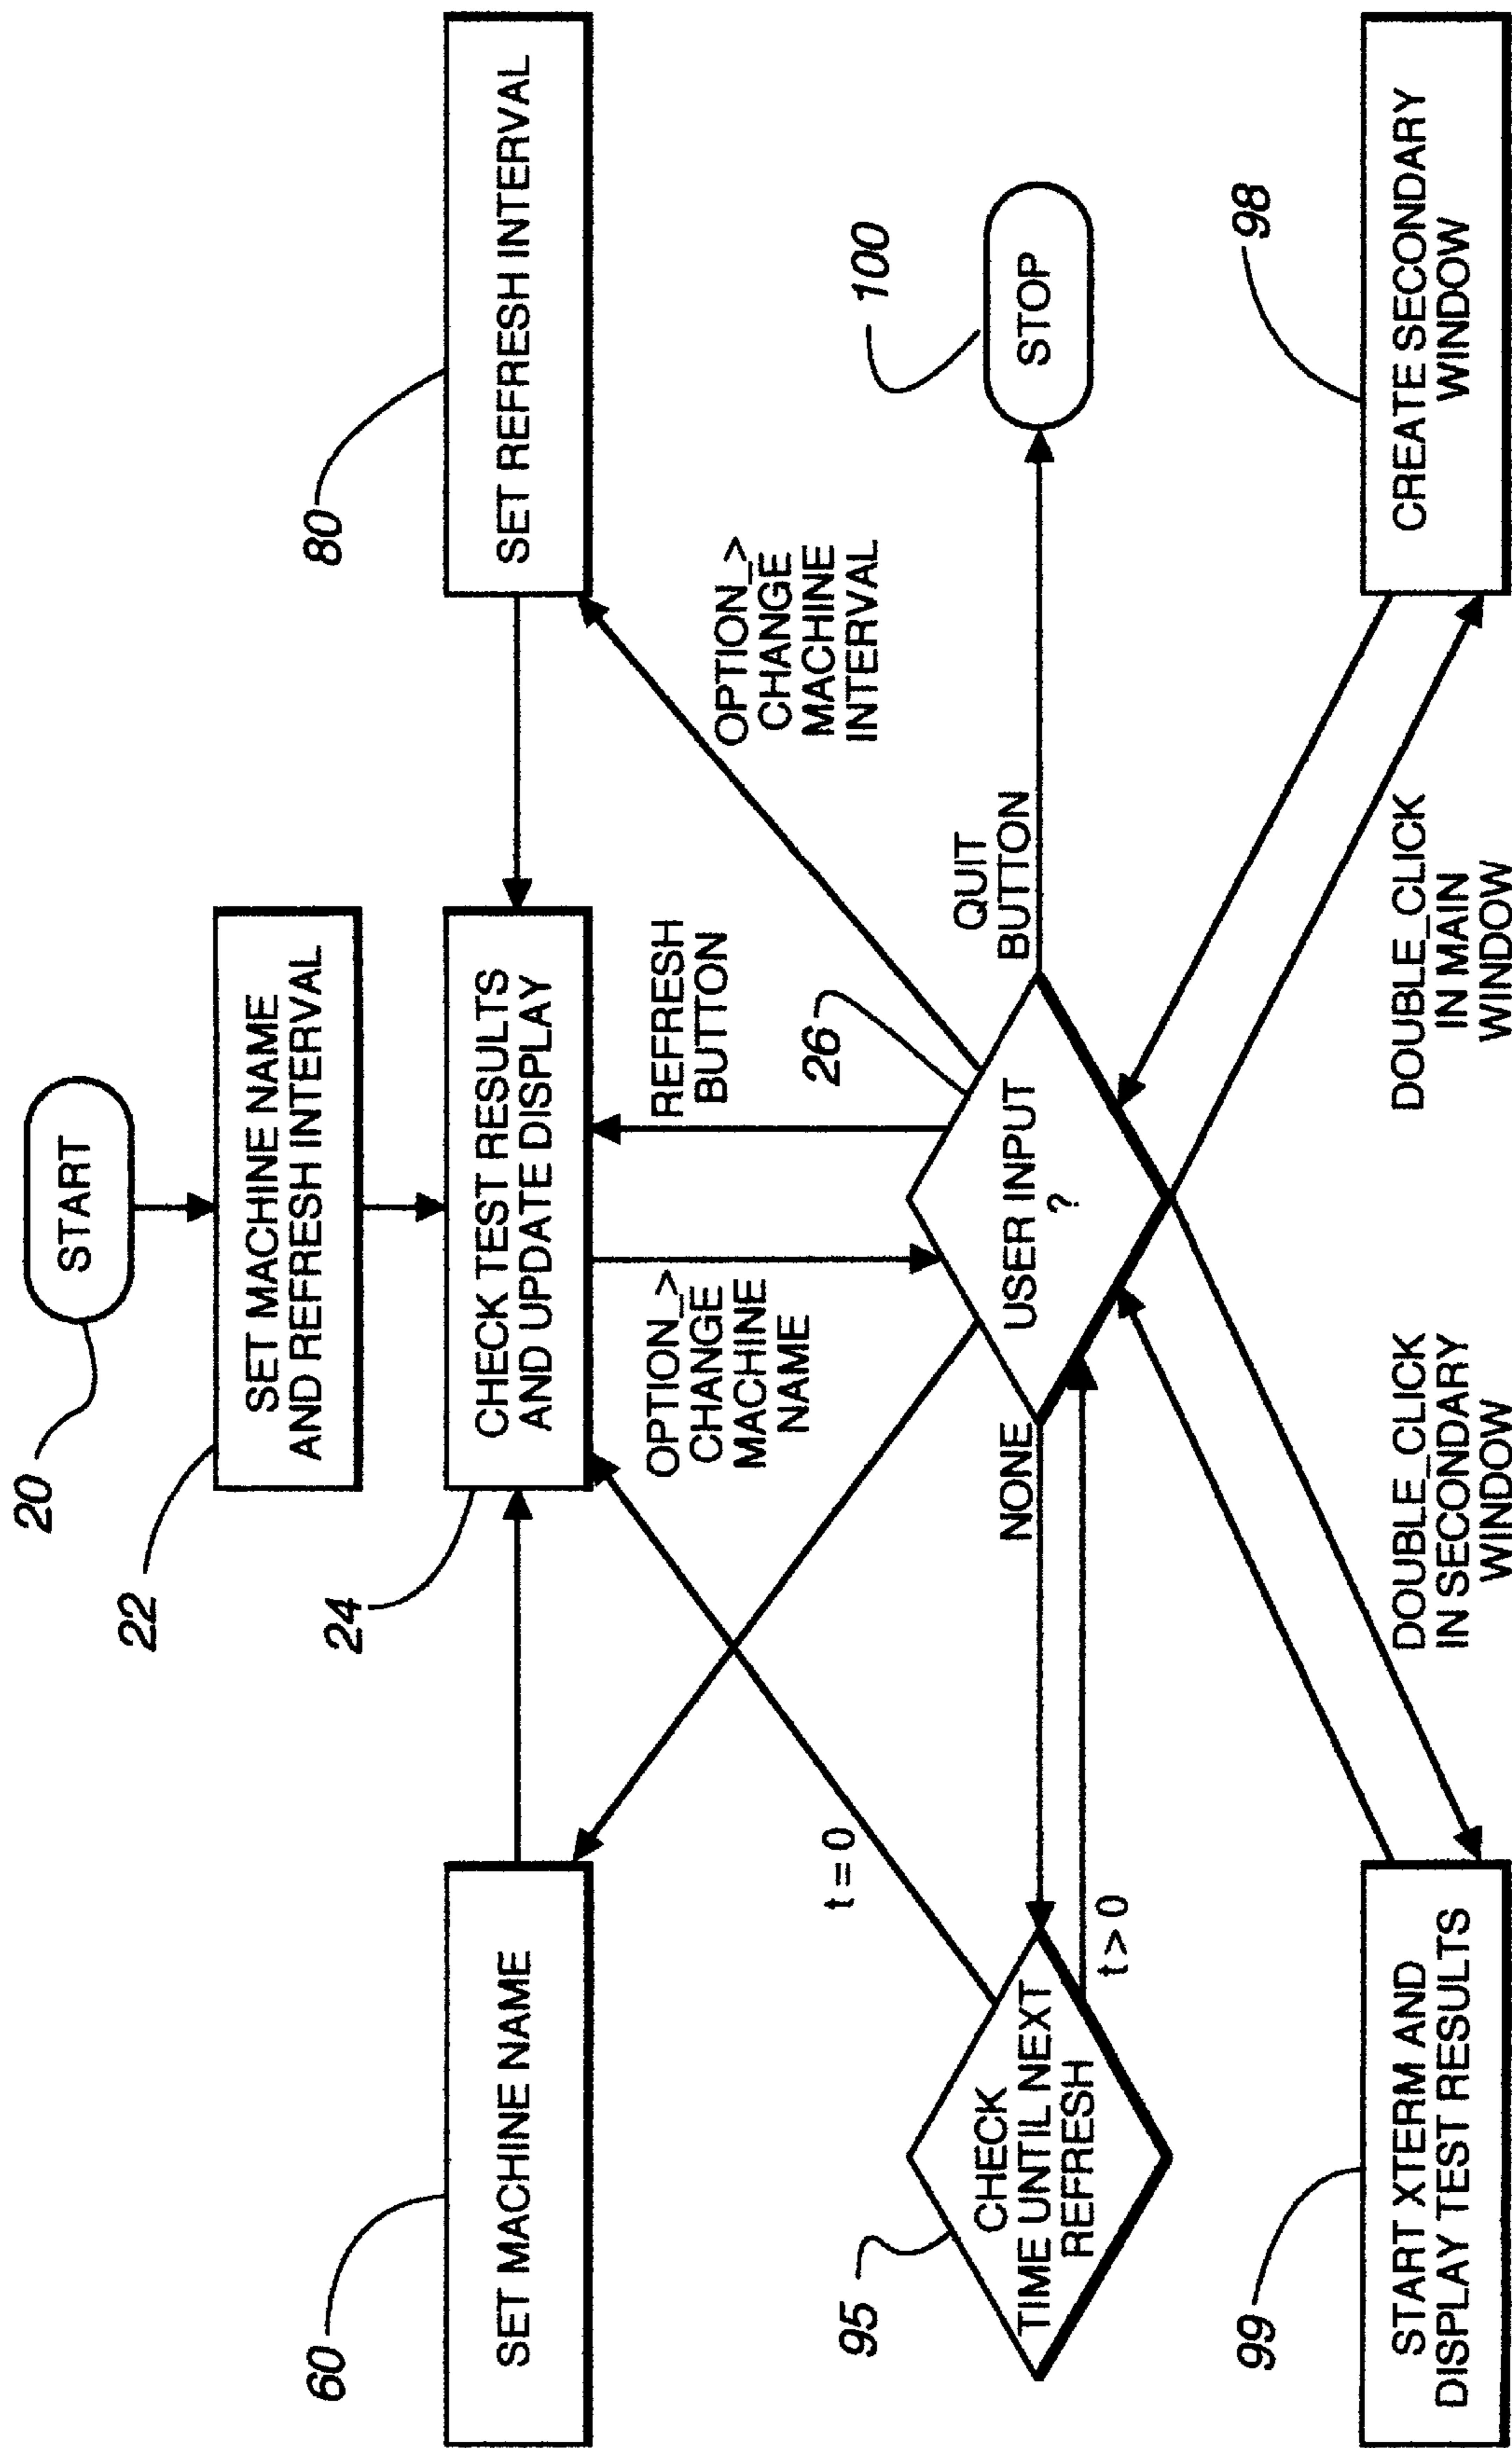 20
START
22
SET MACHINE NAME
AND REFRESH INTERVAL
60
SET MACHINE NAME
24
CHECK TEST RESULTS
AND UPDATE DISPLAY
80
SET REFRESH INTERVAL
t = 0
OPTION_>
CHANGE
MACHINE
NAME
REFRESH
BUTTON
OPTION_>
CHANGE
MACHINE
INTERVAL
95
CHECK
TIME UNTIL NEXT
REFRESH
NONE
t > 0
26
USER INPUT
?
QUIT
BUTTON
100
STOP
99
START XTERM AND
DISPLAY TEST RESULTS
DOUBLE_CLICK
IN SECONDARY
WINDOW
DOUBLE_CLICK
IN MAIN
WINDOW
98
CREATE SECONDARY
WINDOW